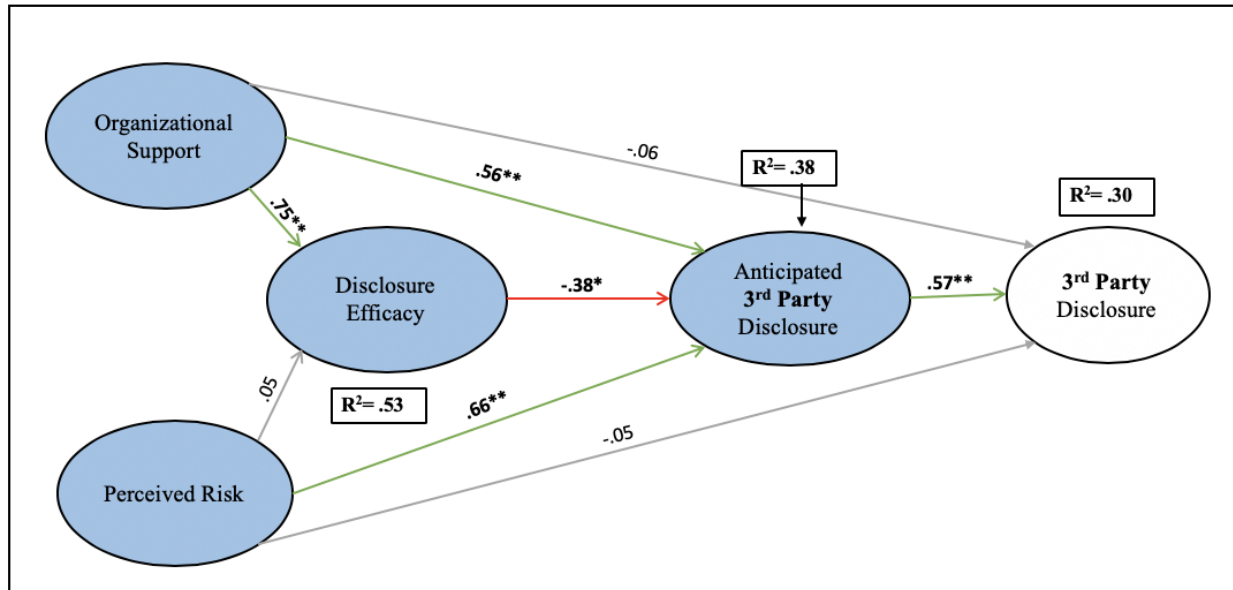 Organizational
Support
-.06
R²= .38
.56**
R²= .30
.75**
Disclosure
Efficacy
-.38*
Anticipated
3rd Party
Disclosure
.57**
3rd Party
Disclosure
.05
R²= .53
.66**
-.05
Perceived Risk